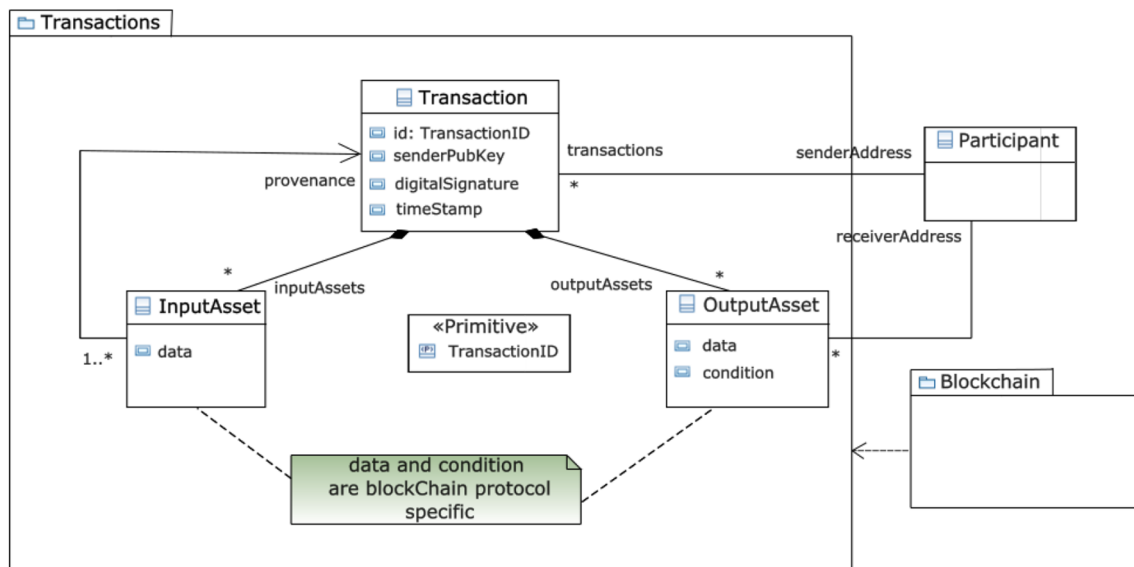 Transactions
Transaction
id: TransactionID
senderPubKey
digitalSignature
timeStamp
provenance
transactions
*
senderAddress
Participant
receiverAddress
*
inputAssets
outputAssets
*
InputAsset
data
1..*
«Primitive»
TransactionID
OutputAsset
data
condition
*
Blockchain
data and condition
are blockChain protocol
specific